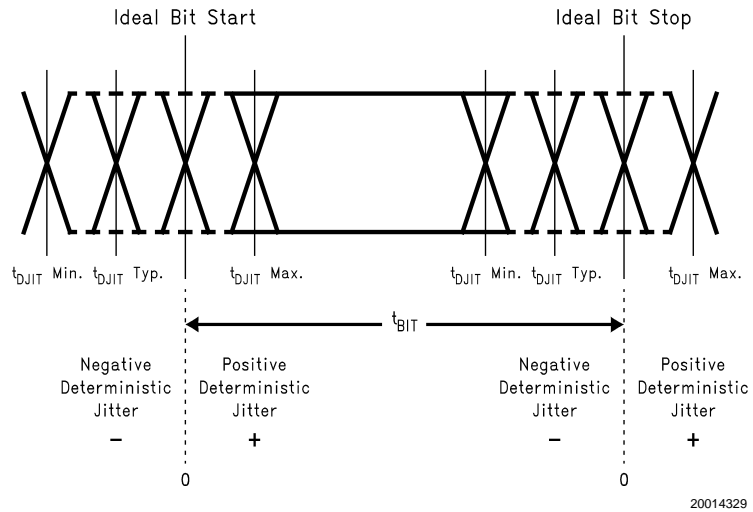 Ideal Bit Start
Ideal Bit Stop
tDJIT Min. tDJIT Typ. tDJIT Max. tDJIT Min. tDJIT Typ. tDJIT Max.
tBIT
Negative
Deterministic
Jitter
−
Positive
Deterministic
Jitter
+
Negative
Deterministic
Jitter
−
Positive
Deterministic
Jitter
+
0
0
20014329